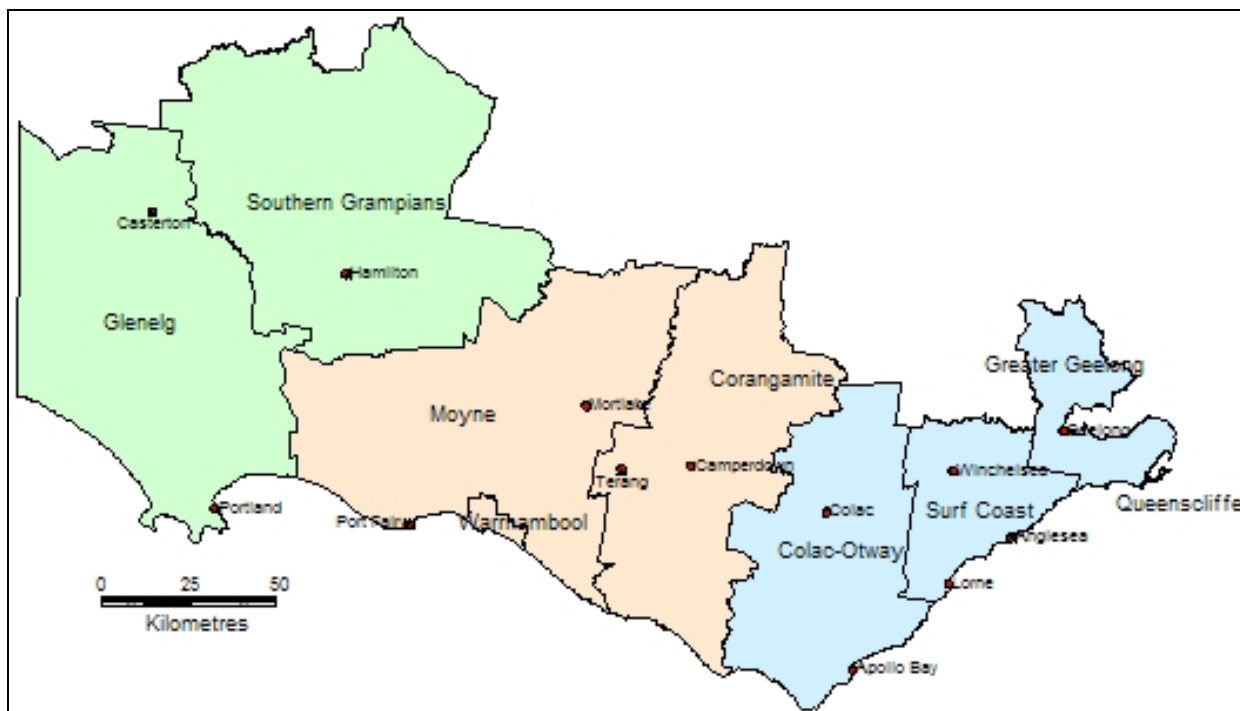 Southern Grampians
Casterton
Hamilton
Glenelg
Greater Geelong
Corangamite
Moyne
Mortlak
Geelong
Camperdown
Winchelsea
Terang
Queenscliffe
Portland
Port Fairy
Warrnambool
Colac
Surf Coast
Anglesea
Colac-Otway
Lorne
0 25 50
Kilometres
Apollo Bay